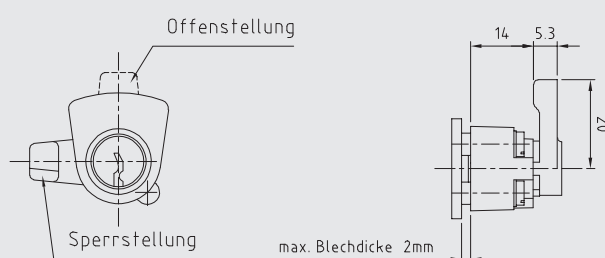 Offenstellung
14 5.3
20
Sperrstellung
max. Blechdicke 2mm